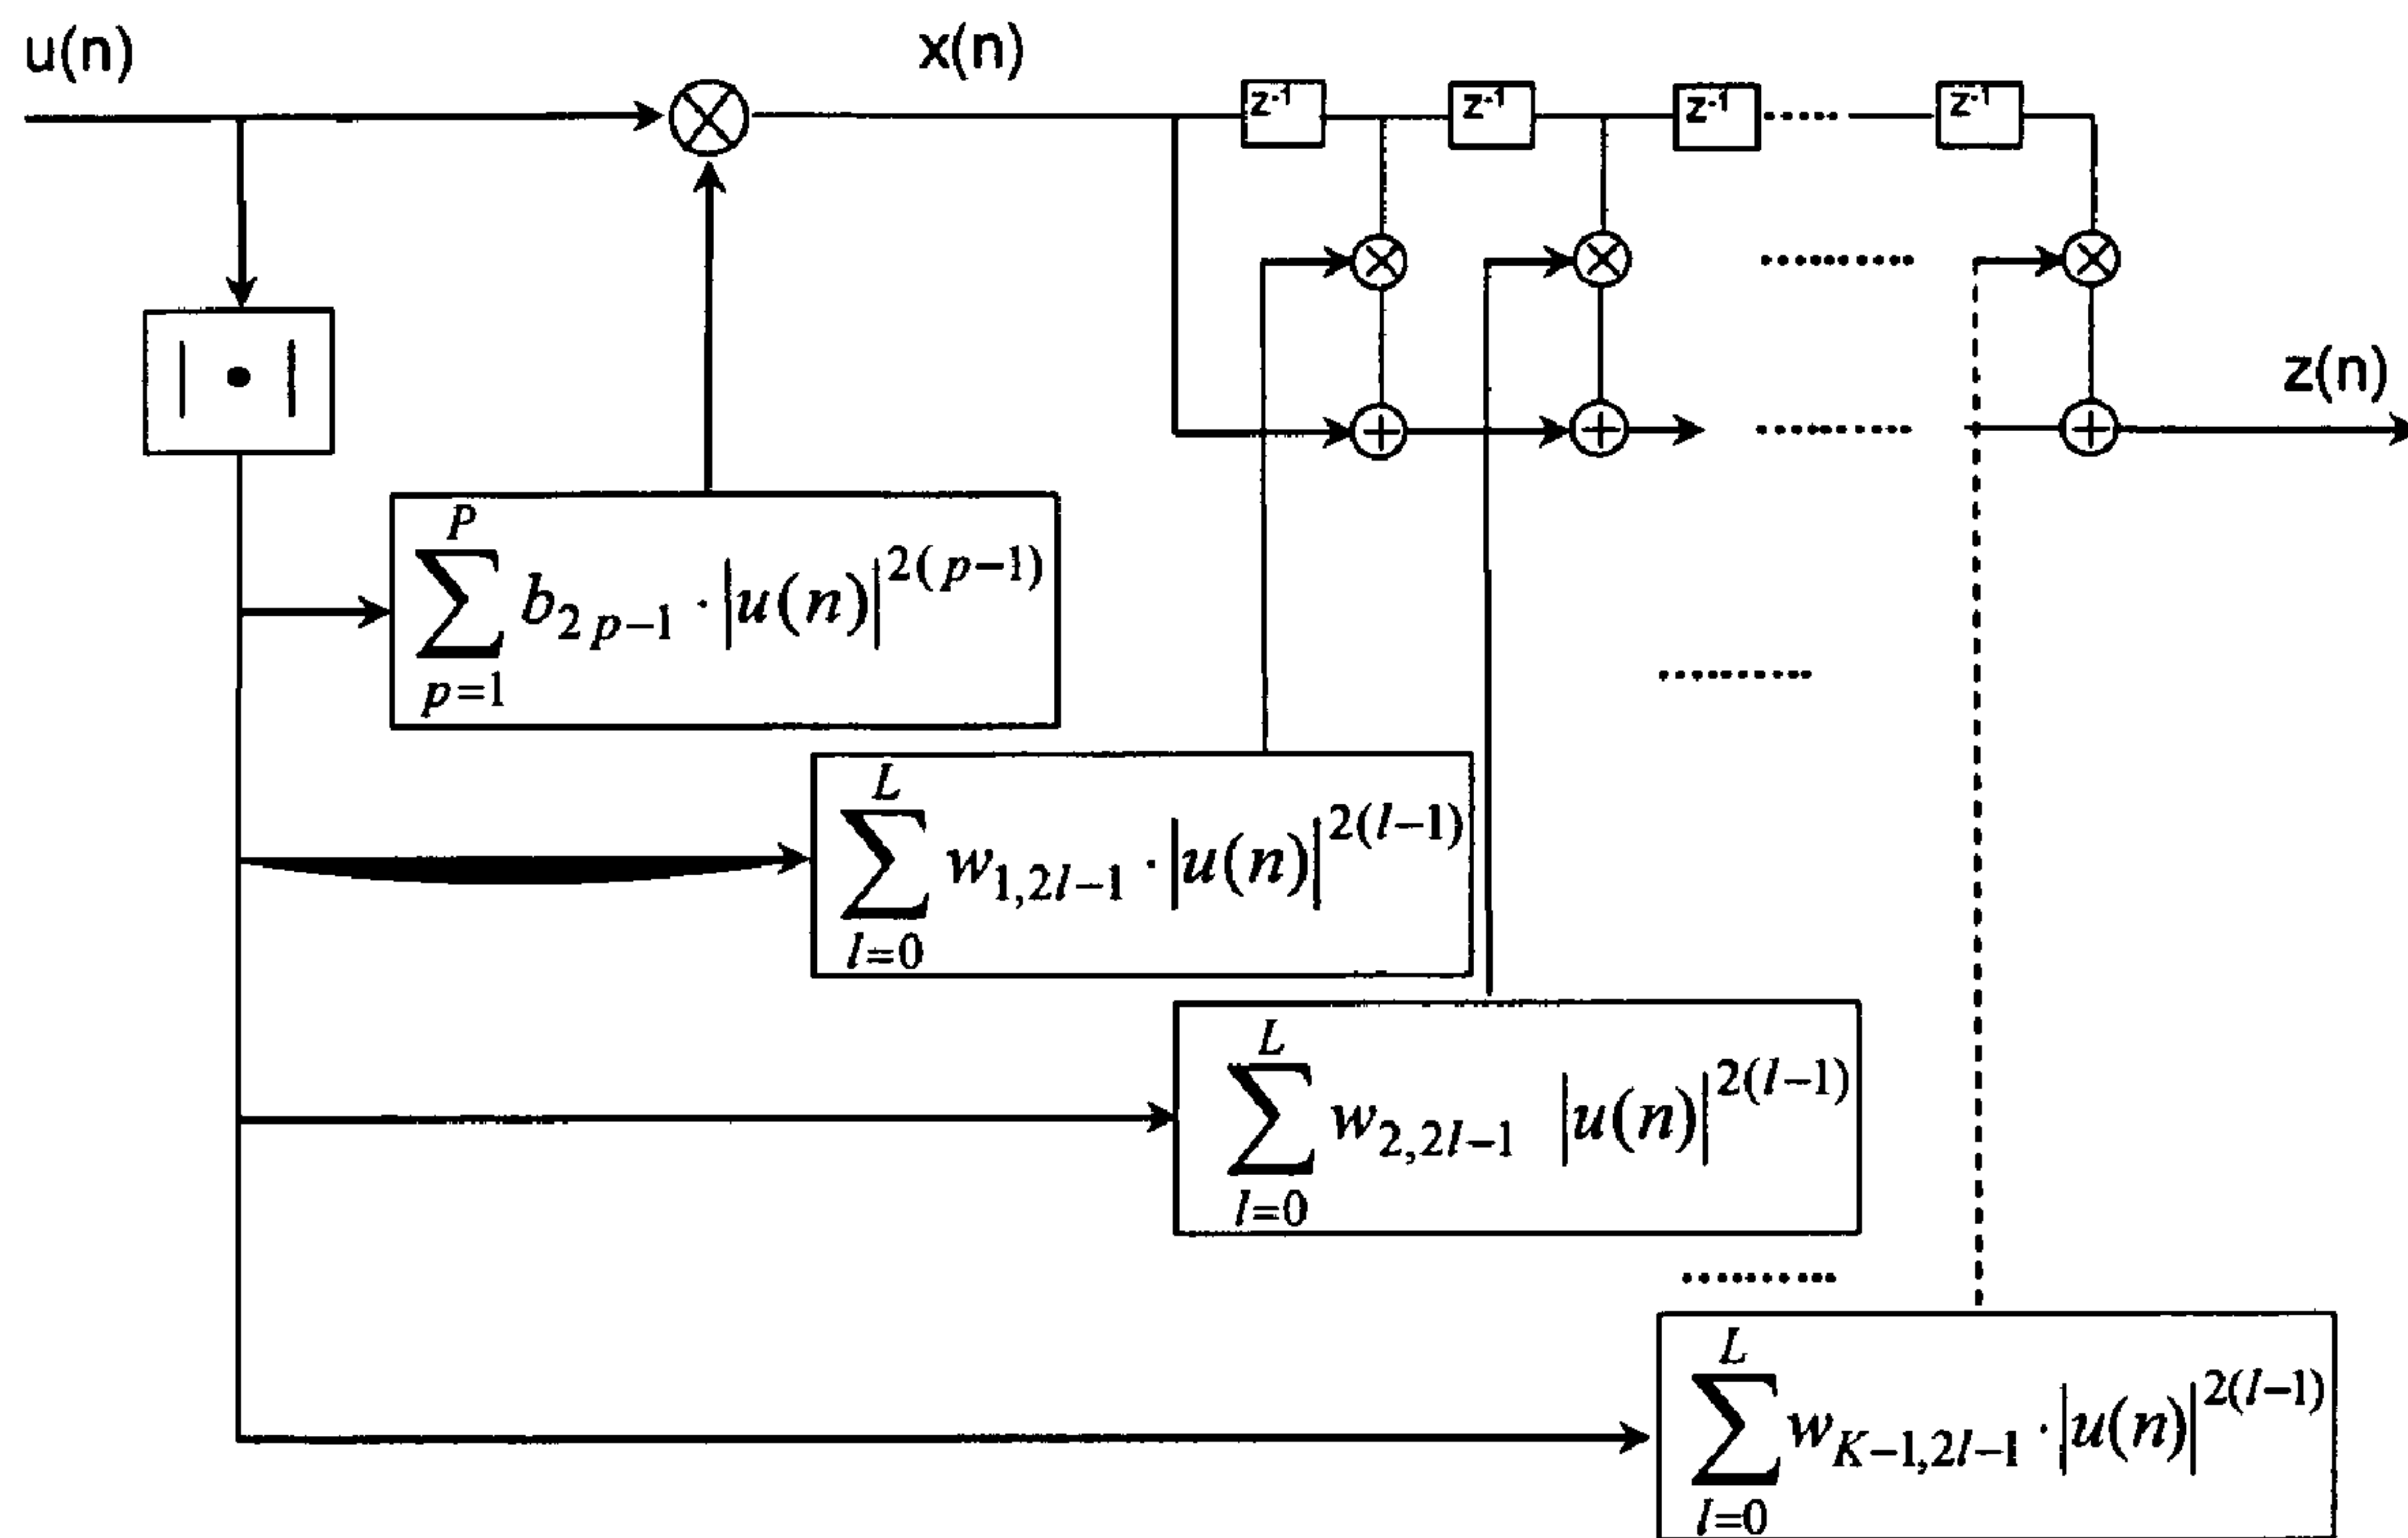 u(n) x(n) z⁻¹ z⁻¹ z⁻¹ ........ z⁻¹
..........
| • | .......... z(n)
∑_{p=1}^{P} b_{2p−1} · |u(n)|^{2(p−1)}
..........
∑_{l=0}^{L} w_{1,2l−1} · |u(n)|^{2(l−1)}
∑_{l=0}^{L} w_{2,2l−1} |u(n)|^{2(l−1)}
..........
∑_{l=0}^{L} w_{K−1,2l−1} · |u(n)|^{2(l−1)}